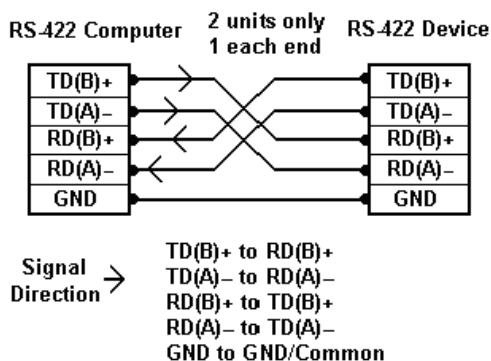 2 units only
1 each end
RS-422 Computer
RS-422 Device
TD(B)+
TD(A)–
RD(B)+
RD(A)–
GND
TD(B)+
TD(A)–
RD(B)+
RD(A)–
GND
Signal
Direction
TD(B)+ to RD(B)+
TD(A)– to RD(A)–
RD(B)+ to TD(B)+
RD(A)– to TD(A)–
GND to GND/Common